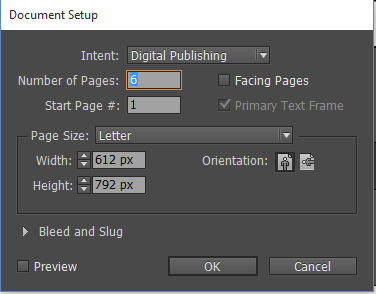 Document Setup
Intent: Digital Publishing
Number of Pages: 6 Facing Pages
Start Page #: 1 Primary Text Frame
Page Size: Letter
Width: 612 px Orientation:
Height: 792 px
Bleed and Slug
Preview OK Cancel